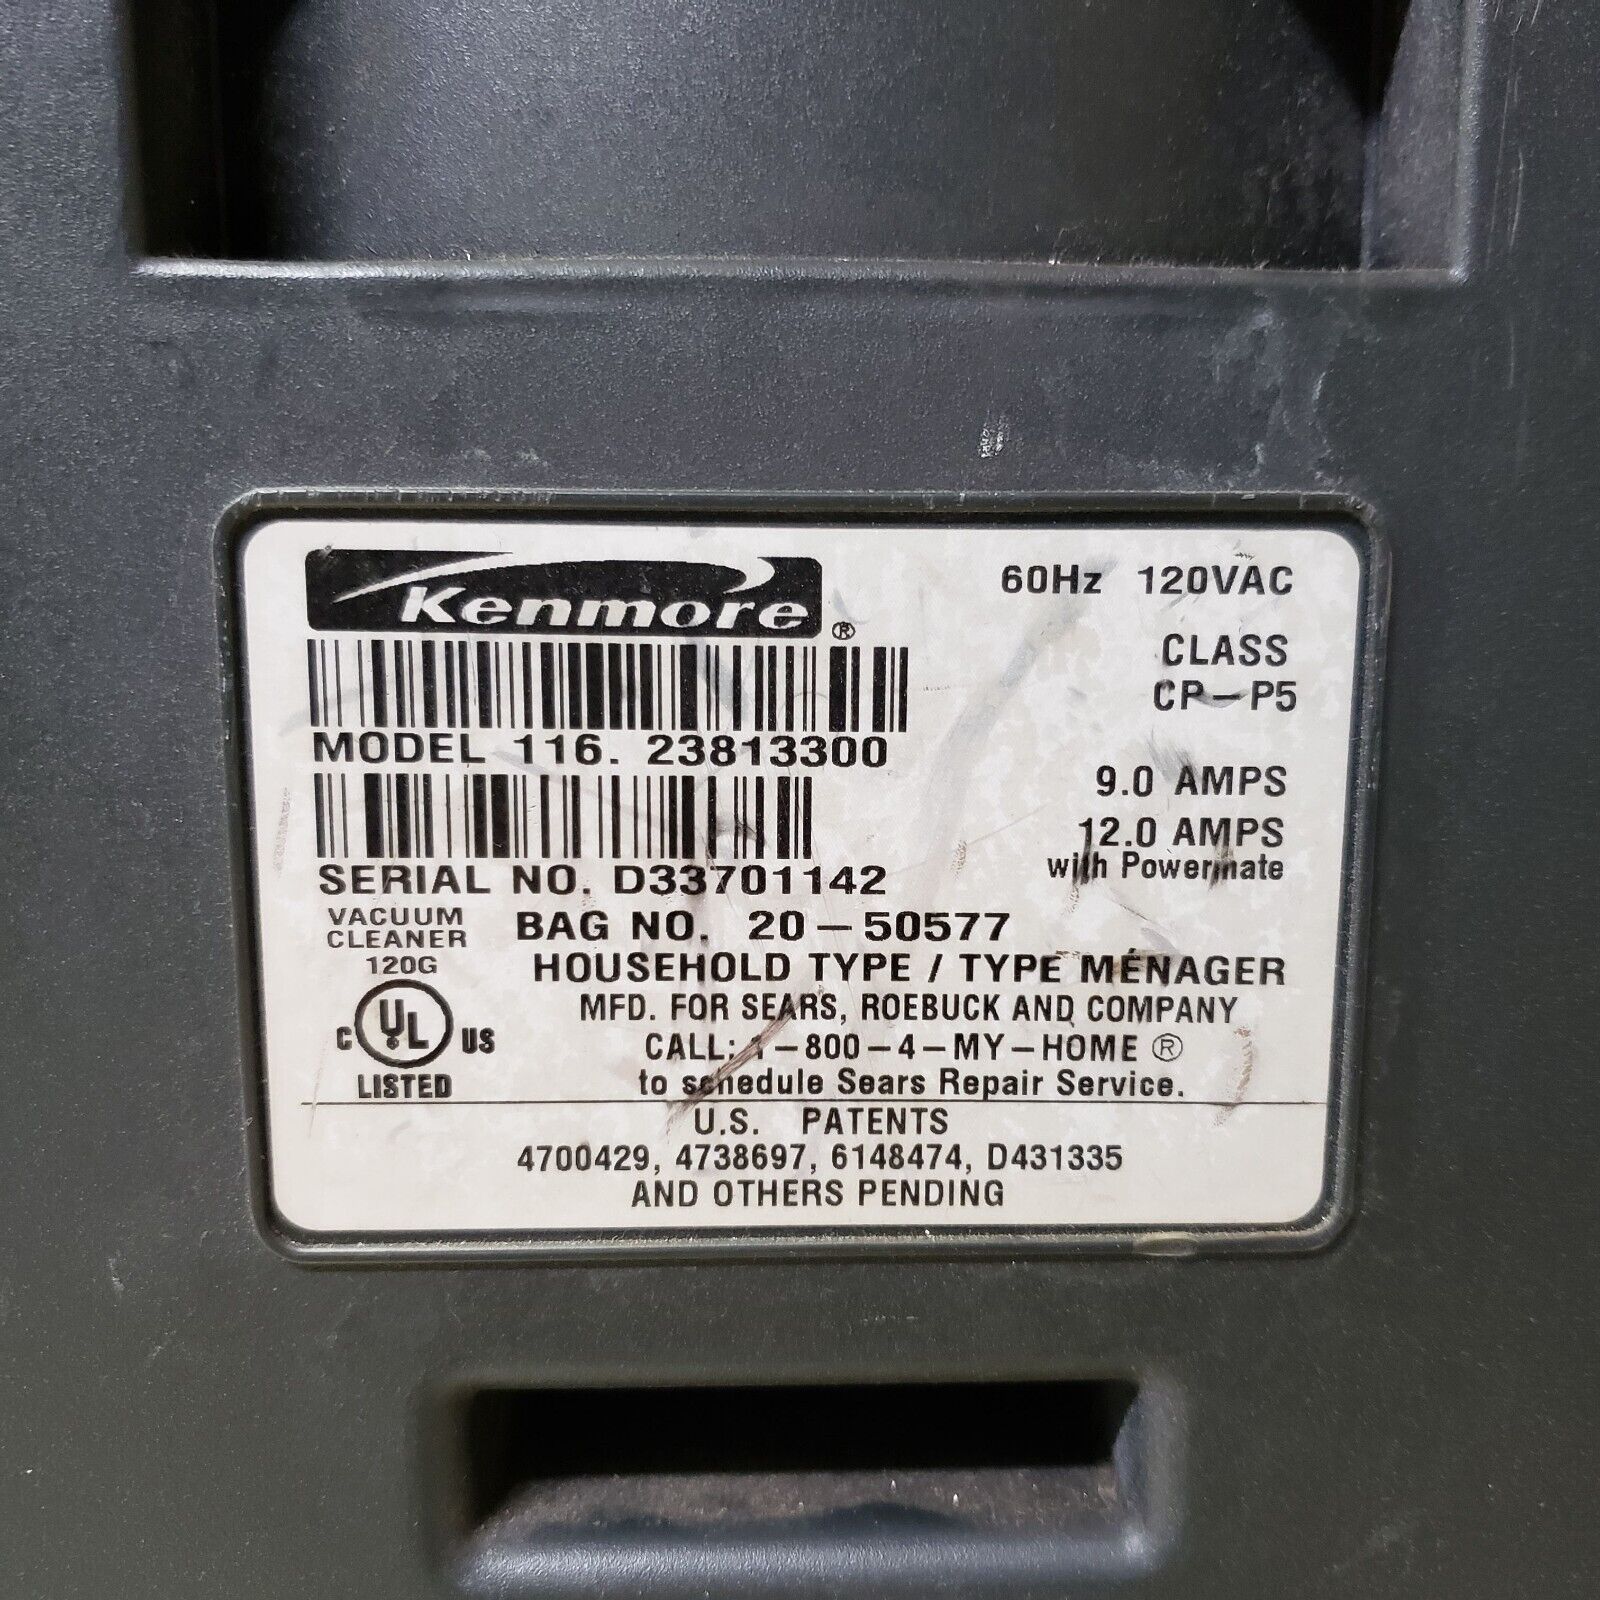 Kenmore ®
60Hz 120VAC
CLASS
CP-P5
MODEL 116. 23813300
9.0 AMPS
12.0 AMPS
with Powermate
SERIAL NO. D33701142
VACUUM
CLEANER
120G
BAG NO. 20-50577
HOUSEHOLD TYPE / TYPE MÉNAGER
MFD. FOR SEARS, ROEBUCK AND COMPANY
CALL: 1-800-4-MY-HOME ®
to schedule Sears Repair Service.
C UL US
LISTED
U.S. PATENTS
4700429, 4738697, 6148474, D431335
AND OTHERS PENDING